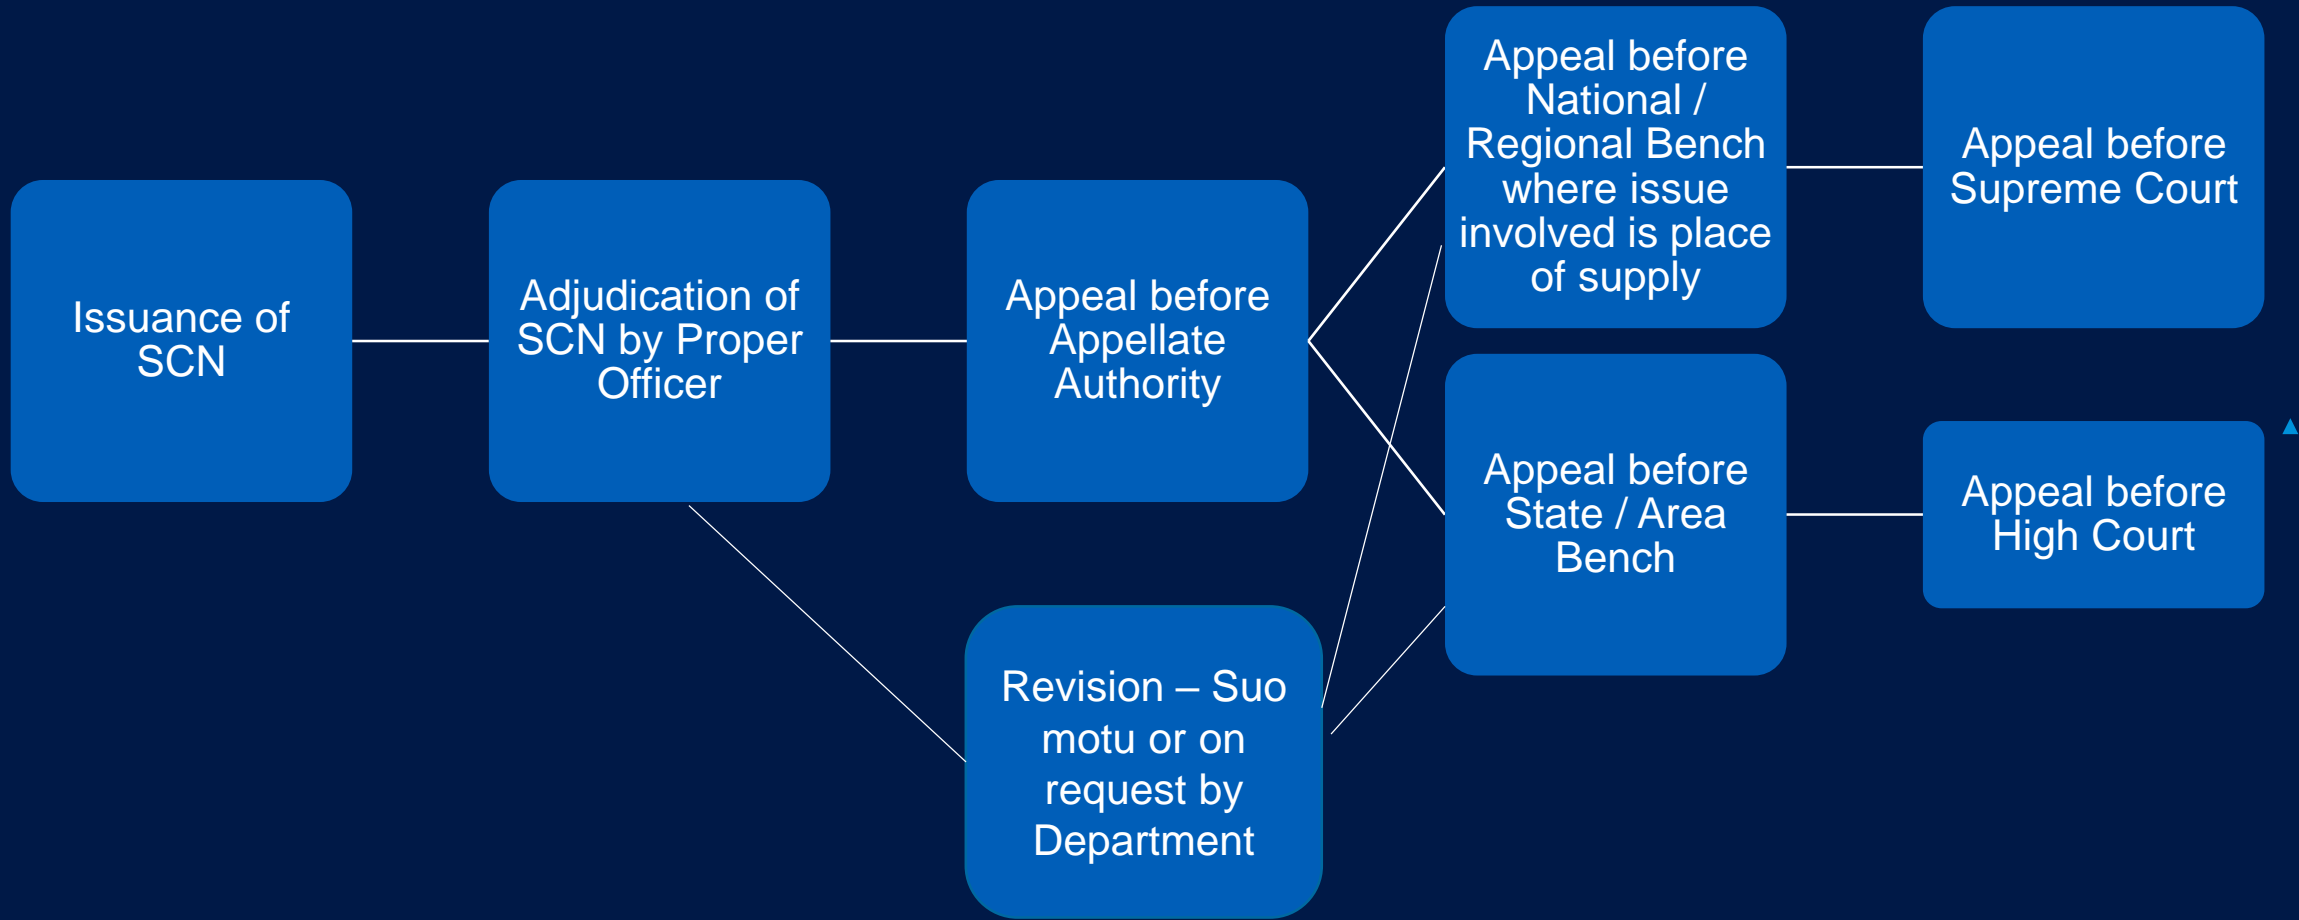 Issuance of
SCN
Adjudication of
SCN by Proper
Officer
Appeal before
Appellate
Authority
Appeal before
National /
Regional Bench
where issue
involved is place
of supply
Appeal before
Supreme Court
Appeal before
State / Area
Bench
Appeal before
High Court
Revision – Suo
motu or on
request by
Department